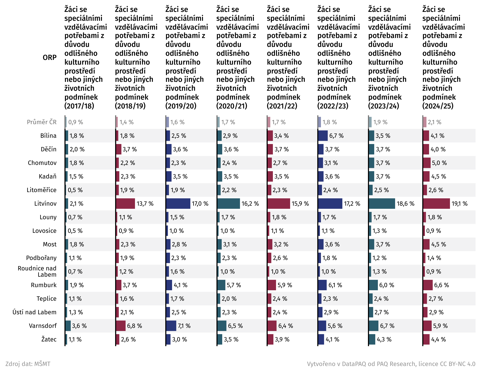 ORP
Žáci se speciálními vzdělávacími potřebami z důvodu odlišného kulturního prostředí nebo jiných životních podmínek (2017/18)
Žáci se speciálními vzdělávacími potřebami z důvodu odlišného kulturního prostředí nebo jiných životních podmínek (2018/19)
Žáci se speciálními vzdělávacími potřebami z důvodu odlišného kulturního prostředí nebo jiných životních podmínek (2019/20)
Žáci se speciálními vzdělávacími potřebami z důvodu odlišného kulturního prostředí nebo jiných životních podmínek (2020/21)
Žáci se speciálními vzdělávacími potřebami z důvodu odlišného kulturního prostředí nebo jiných životních podmínek (2021/22)
Žáci se speciálními vzdělávacími potřebami z důvodu odlišného kulturního prostředí nebo jiných životních podmínek (2022/23)
Žáci se speciálními vzdělávacími potřebami z důvodu odlišného kulturního prostředí nebo jiných životních podmínek (2023/24)
Žáci se speciálními vzdělávacími potřebami z důvodu odlišného kulturního prostředí nebo jiných životních podmínek (2024/25)
Průměr ČR 0,9 % 1,4 % 1,6 % 1,7 % 1,7 % 1,8 % 1,9 % 2,1 %
Bílina 1,8 % 1,8 % 2,5 % 2,9 % 3,4 % 6,7 % 3,5 % 4,1 %
Děčín 2,0 % 3,7 % 3,6 % 3,6 % 3,7 % 3,7 % 3,7 % 4,0 %
Chomutov 1,8 % 2,2 % 2,3 % 2,4 % 2,7 % 3,1 % 3,7 % 5,0 %
Kadaň 1,5 % 2,3 % 3,5 % 3,5 % 3,5 % 3,6 % 3,7 % 4,5 %
Litoměřice 0,5 % 1,9 % 1,9 % 2,2 % 2,3 % 2,4 % 2,5 % 2,6 %
Litvínov 2,1 % 13,7 % 17,0 % 16,2 % 15,9 % 17,2 % 18,6 % 19,1 %
Louny 0,7 % 1,1 % 1,5 % 1,7 % 1,8 % 1,7 % 1,7 % 1,8 %
Lovosice 0,5 % 0,9 % 1,0 % 1,0 % 1,1 % 1,1 % 1,3 % 0,9 %
Most 1,8 % 2,3 % 2,8 % 3,1 % 3,2 % 3,6 % 3,7 % 4,5 %
Podbořany 1,1 % 1,9 % 2,3 % 2,3 % 2,6 % 1,8 % 1,2 % 1,4 %
Roudnice nad Labem 0,7 % 1,2 % 1,6 % 1,0 % 1,0 % 1,0 % 1,3 % 0,9 %
Rumburk 1,9 % 3,7 % 4,1 % 5,7 % 5,9 % 6,1 % 6,0 % 6,6 %
Teplice 1,1 % 1,6 % 1,7 % 2,0 % 2,4 % 2,3 % 2,4 % 2,7 %
Ústí nad Labem 1,3 % 2,1 % 2,5 % 2,3 % 2,4 % 2,9 % 2,7 % 2,9 %
Varnsdorf 3,6 % 6,8 % 7,1 % 6,5 % 6,4 % 5,6 % 6,7 % 5,9 %
Žatec 1,1 % 2,6 % 3,0 % 3,5 % 3,9 % 4,1 % 4,2 % 4,4 %
Zdroj dat: MŠMT
Vytvořeno v DataPAQ od PAQ Research, licence CC BY-NC 4.0